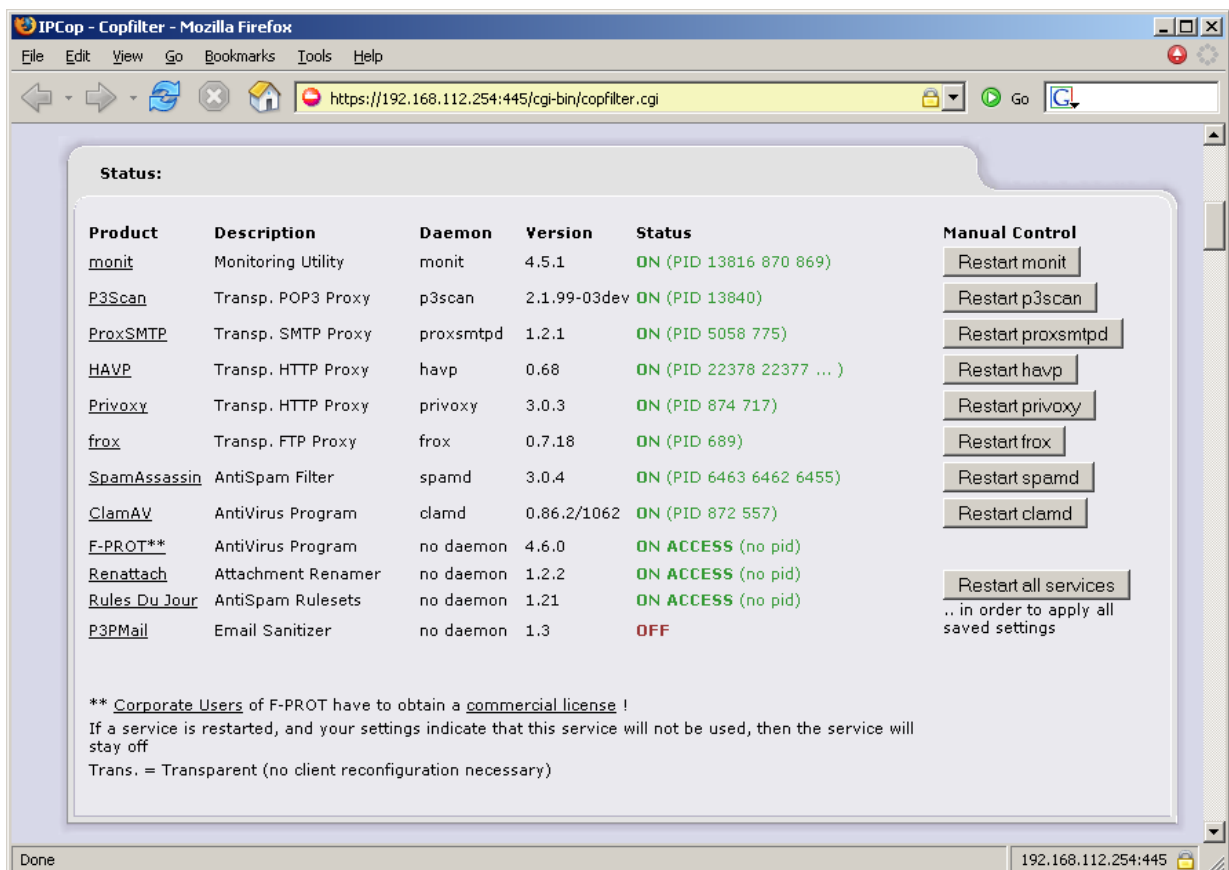 IPCop - Copfilter - Mozilla Firefox
File Edit View Go Bookmarks Tools Help
https://192.168.112.254:445/cgi-bin/copfilter.cgi Go G
Status:
Product Description Daemon Version Status Manual Control
monit Monitoring Utility monit 4.5.1 ON (PID 13816 870 869) Restart monit
P3Scan Transp. POP3 Proxy p3scan 2.1.99-03dev ON (PID 13840) Restart p3scan
ProxSMTP Transp. SMTP Proxy proxsmtpd 1.2.1 ON (PID 5058 775) Restart proxsmtpd
HAVP Transp. HTTP Proxy havp 0.68 ON (PID 22378 22377 ... ) Restart havp
Privoxy Transp. HTTP Proxy privoxy 3.0.3 ON (PID 874 717) Restart privoxy
frox Transp. FTP Proxy frox 0.7.18 ON (PID 689) Restart frox
SpamAssassin AntiSpam Filter spamd 3.0.4 ON (PID 6463 6462 6455) Restart spamd
ClamAV AntiVirus Program clamd 0.86.2/1062 ON (PID 872 557) Restart clamd
F-PROT** AntiVirus Program no daemon 4.6.0 ON ACCESS (no pid)
Renattach Attachment Renamer no daemon 1.2.2 ON ACCESS (no pid) Restart all services
Rules Du Jour AntiSpam Rulesets no daemon 1.21 ON ACCESS (no pid) .. in order to apply all
P3PMail Email Sanitizer no daemon 1.3 OFF saved settings
** Corporate Users of F-PROT have to obtain a commercial license !
If a service is restarted, and your settings indicate that this service will not be used, then the service will
stay off
Trans. = Transparent (no client reconfiguration necessary)
Done 192.168.112.254:445